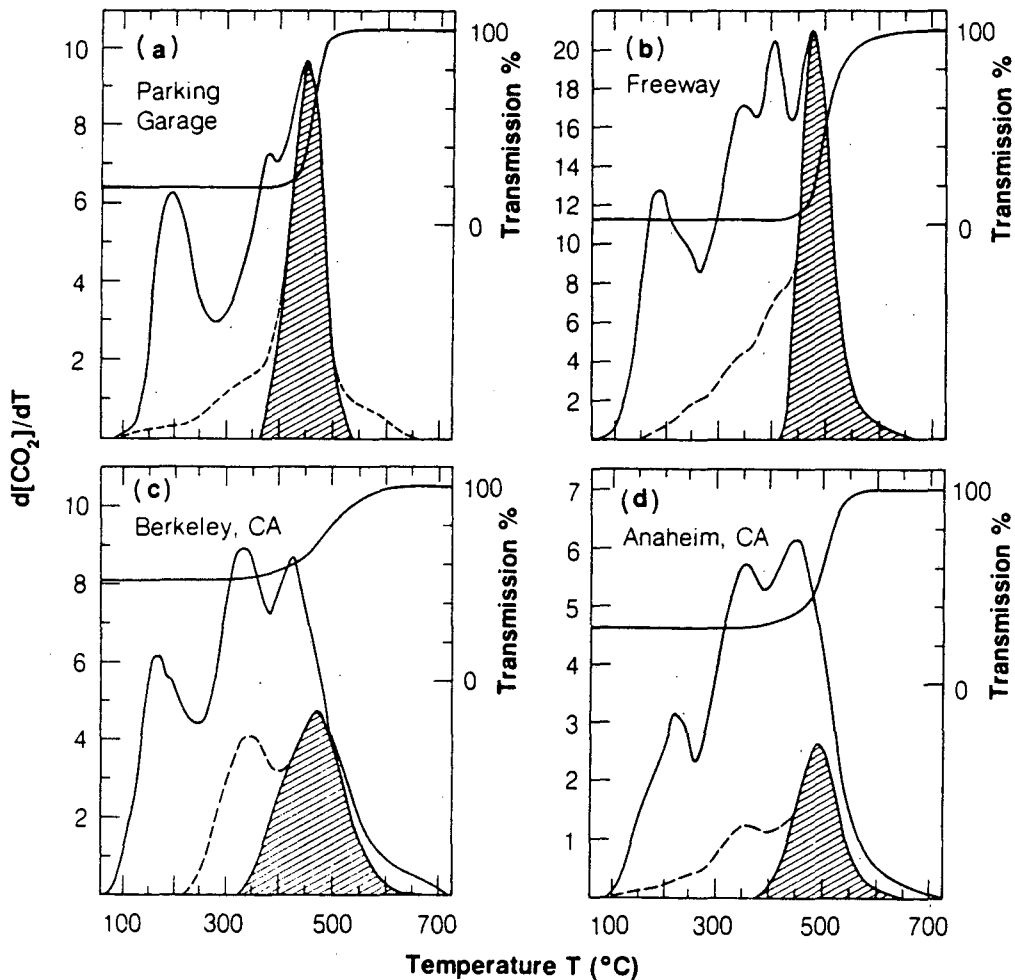 (a)
Parking
Garage
10
8
6
4
2
100
0
Transmission %
(b)
Freeway
20
18
16
14
12
10
8
6
4
2
100
0
Transmission %
d[CO₂]/dT
(c)
Berkeley, CA
10
8
6
4
2
100
0
Transmission %
100
300
500
700
(d)
Anaheim, CA
7
6
5
4
3
2
1
100
0
Transmission %
100
300
500
700
Temperature T (°C)